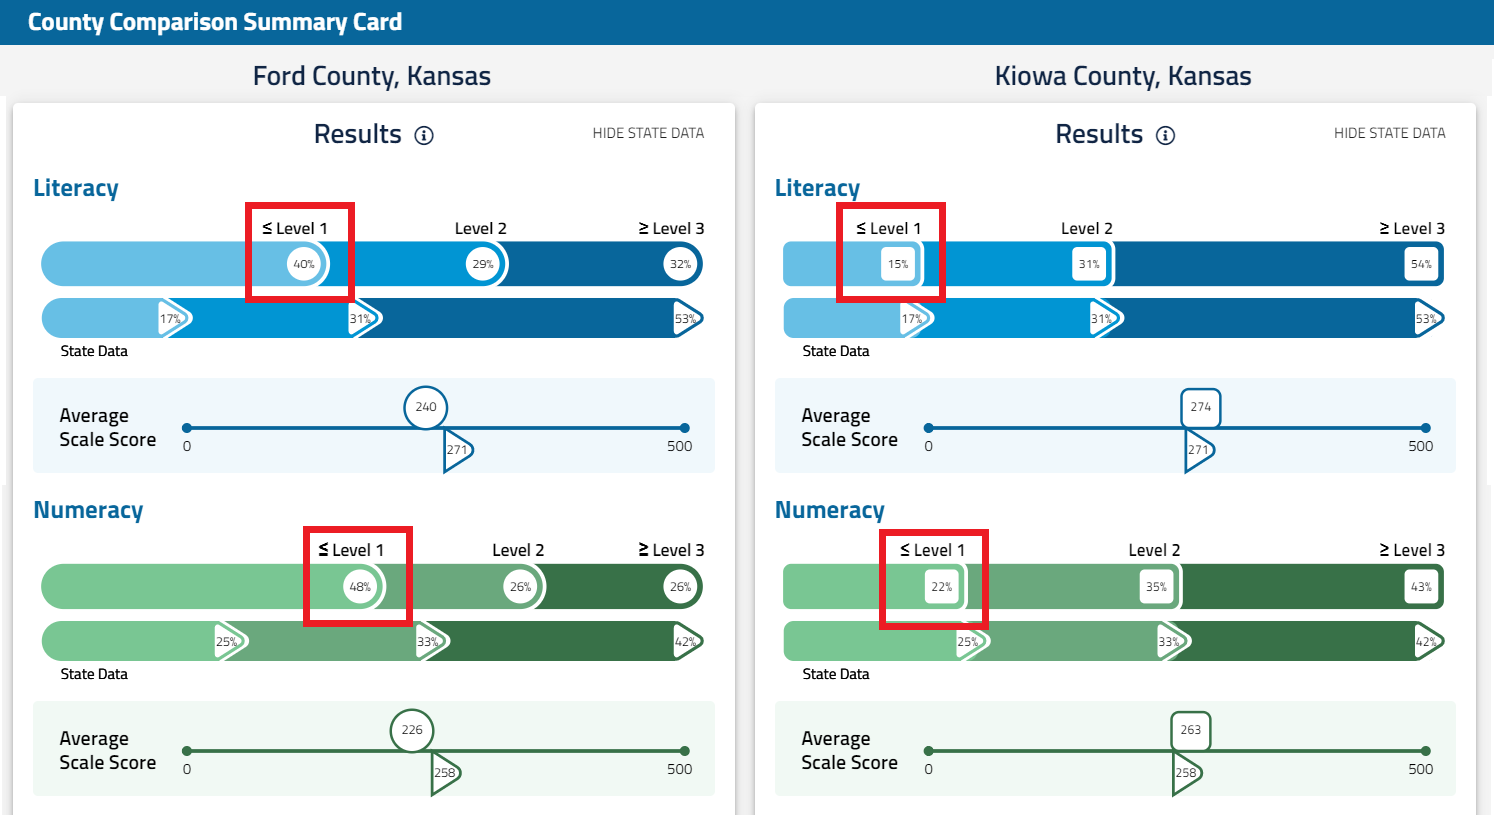 County Comparison Summary Card
Ford County, Kansas
Results
HIDE STATE DATA
Literacy
≤ Level 1
Level 2
≥ Level 3
40%
29%
32%
17%
31%
53%
State Data
Average
Scale Score
240
271
0
500
Numeracy
≤ Level 1
Level 2
≥ Level 3
48%
26%
26%
25%
33%
42%
State Data
Average
Scale Score
226
258
0
500
Kiowa County, Kansas
Results
HIDE STATE DATA
Literacy
≤ Level 1
Level 2
≥ Level 3
15%
31%
54%
17%
31%
53%
State Data
Average
Scale Score
274
271
0
500
Numeracy
≤ Level 1
Level 2
≥ Level 3
22%
35%
43%
25%
33%
42%
State Data
Average
Scale Score
263
258
0
500